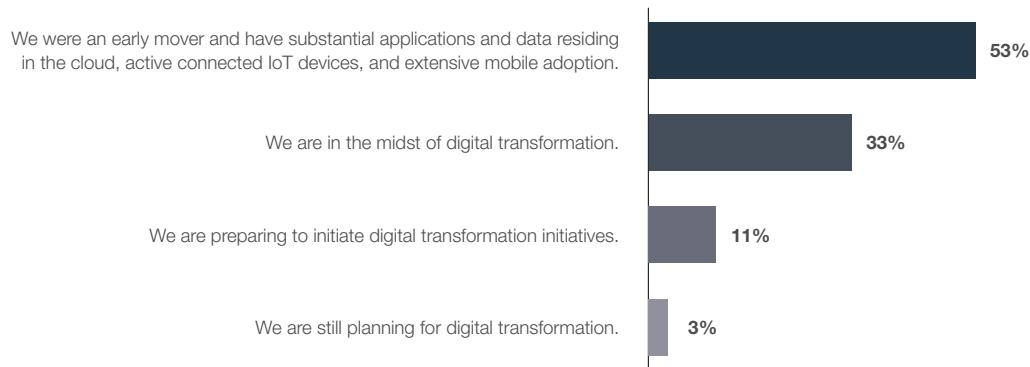 We were an early mover and have substantial applications and data residing
in the cloud, active connected IoT devices, and extensive mobile adoption.
53%
We are in the midst of digital transformation.
33%
We are preparing to initiate digital transformation initiatives.
11%
We are still planning for digital transformation.
3%